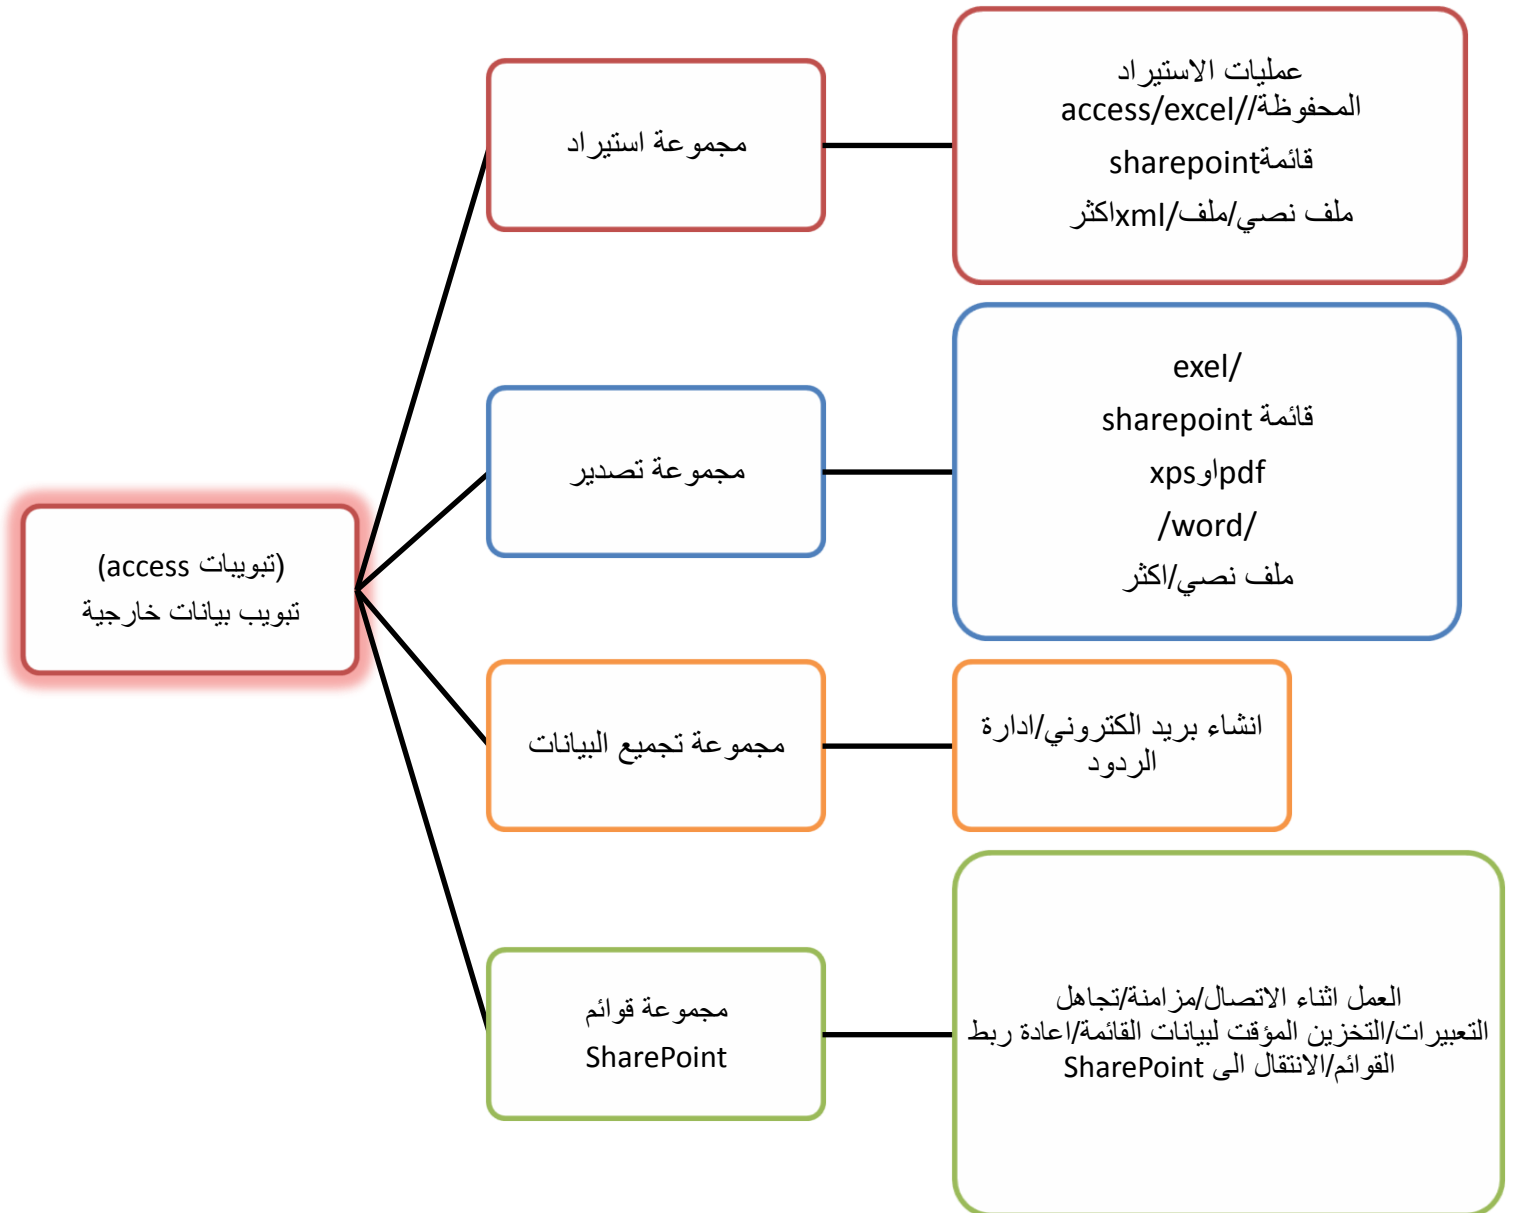 (تبويبات access)
تبويب بيانات خارجية
مجموعة استيراد
عمليات الاستيراد
المحفوظة//access/excel
قائمةsharepoint
ملف نصي/ملف/xmlاكثر
مجموعة تصدير
exel/
قائمة sharepoint
pdfاوxps
/word/
ملف نصي/اكثر
مجموعة تجميع البيانات
انشاء بريد الكتروني/ادارة
الردود
مجموعة قوائم
SharePoint
العمل اثناء الاتصال/مزامنة/تجاهل
التعبيرات/التخزين المؤقت لبيانات القائمة/اعادة ربط
القوائم/الانتقال الى SharePoint